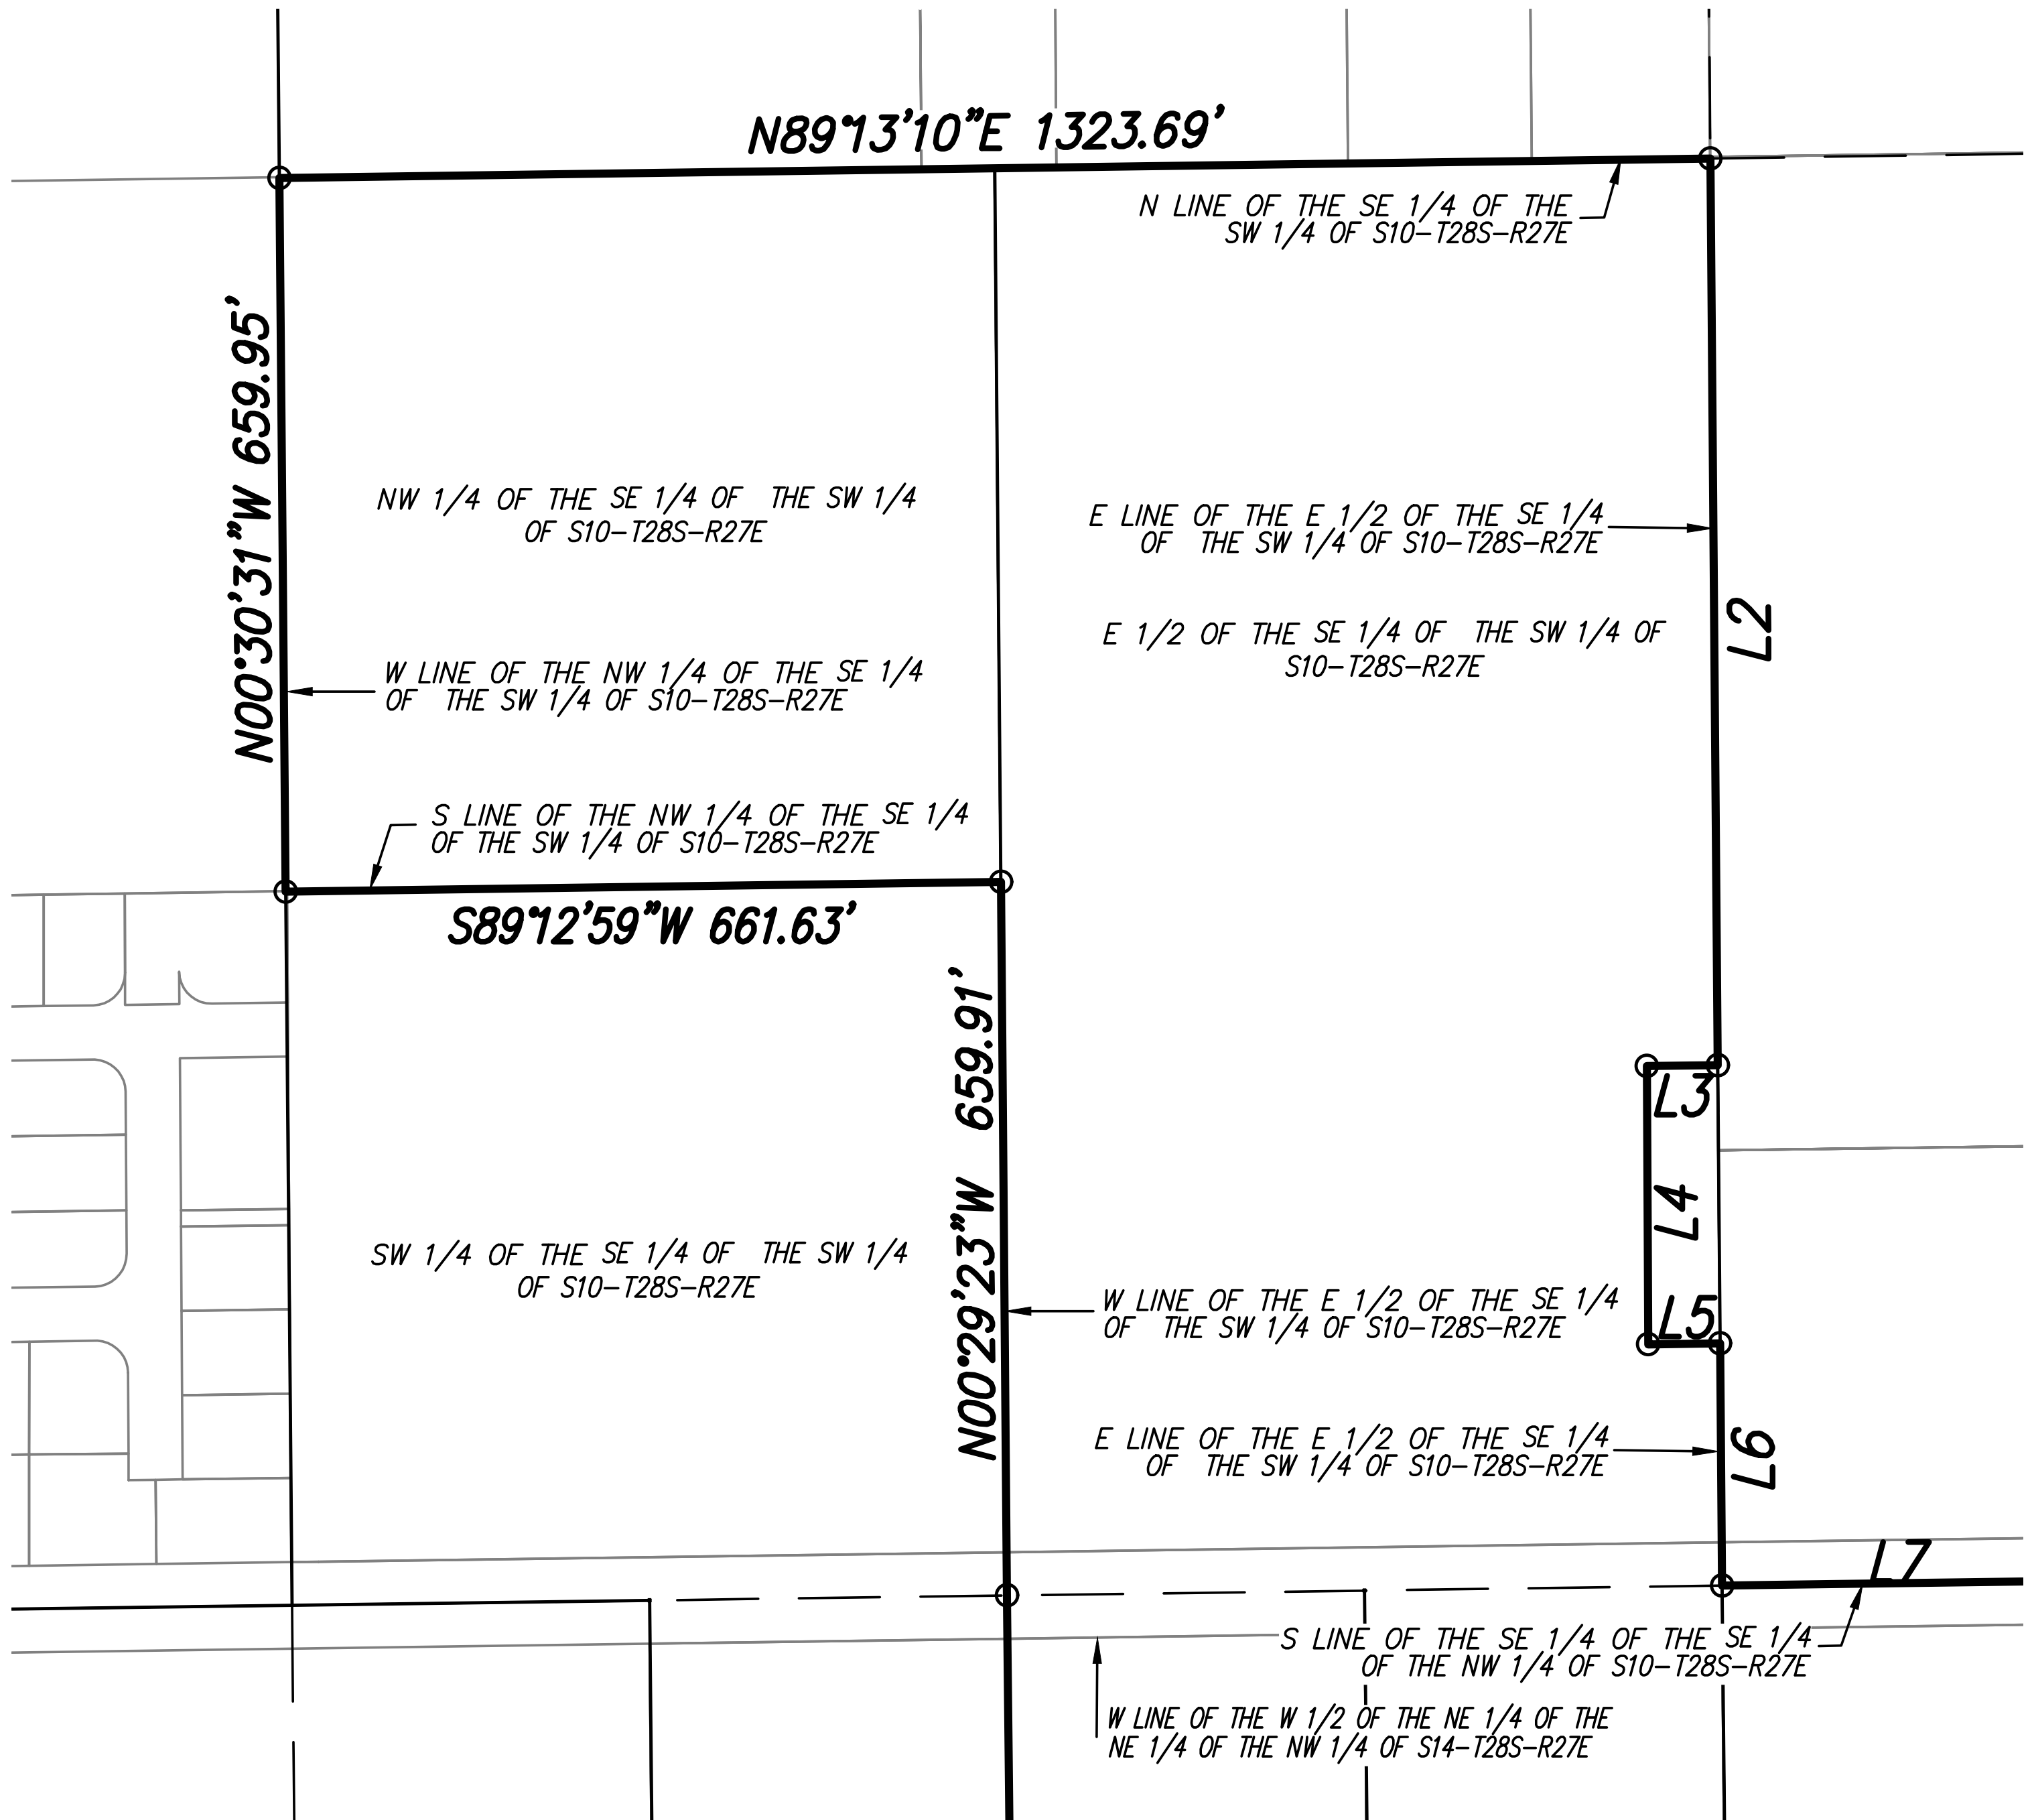 N89°13'10"E 1323.69'
N LINE OF THE SE 1/4 OF THE
SW 1/4 OF S10-T28S-R27E
N00°30'31"W 659.95'
NW 1/4 OF THE SE 1/4 OF THE SW 1/4
OF S10-T28S-R27E
E LINE OF THE E 1/2 OF THE SE 1/4
OF THE SW 1/4 OF S10-T28S-R27E
L2
E 1/2 OF THE SE 1/4 OF THE SW 1/4 OF
S10-T28S-R27E
W LINE OF THE NW 1/4 OF THE SE 1/4
OF THE SW 1/4 OF S10-T28S-R27E
S LINE OF THE NW 1/4 OF THE SE 1/4
OF THE SW 1/4 OF S10-T28S-R27E
S89°12'59"W 661.63'
N00°29'23"W 659.91'
L3
L4
L5
SW 1/4 OF THE SE 1/4 OF THE SW 1/4
OF S10-T28S-R27E
W LINE OF THE E 1/2 OF THE SE 1/4
OF THE SW 1/4 OF S10-T28S-R27E
E LINE OF THE E 1/2 OF THE SE 1/4
OF THE SW 1/4 OF S10-T28S-R27E
L6
L7
S LINE OF THE SE 1/4 OF THE SE 1/4
OF THE NW 1/4 OF S10-T28S-R27E
W LINE OF THE W 1/2 OF THE NE 1/4 OF THE
NE 1/4 OF THE NW 1/4 OF S14-T28S-R27E